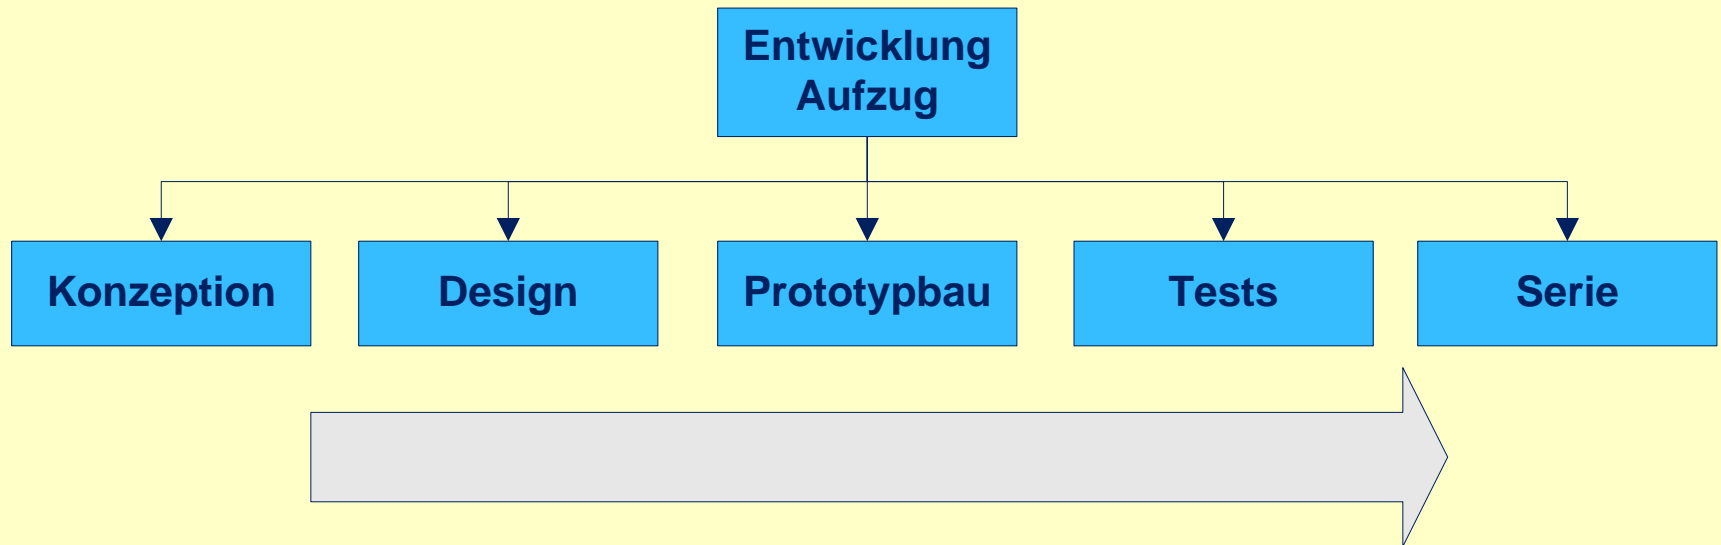 Entwicklung
Aufzug
Konzeption
Design
Prototypbau
Tests
Serie